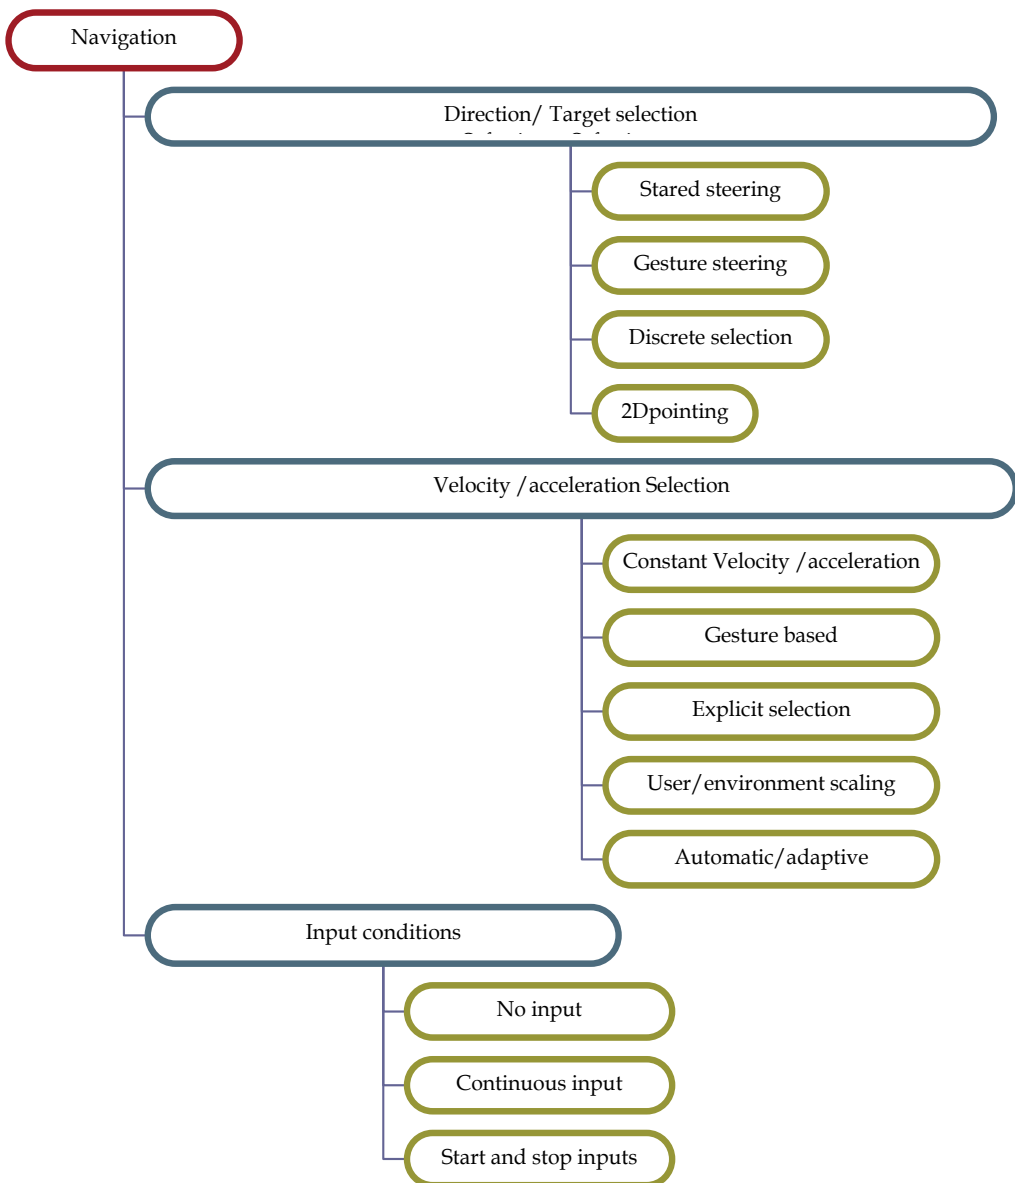 Navigation
Direction/ Target selection
Stared steering
Gesture steering
Discrete selection
2Dpointing
Velocity /acceleration Selection
Constant Velocity /acceleration
Gesture based
Explicit selection
User/environment scaling
Automatic/adaptive
Input conditions
No input
Continuous input
Start and stop inputs